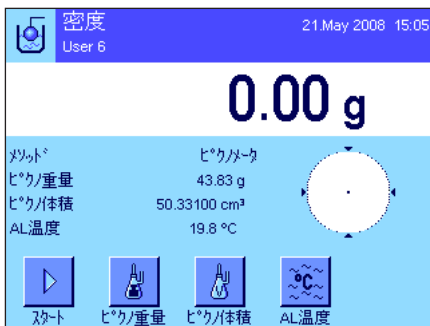 密度
21.May 2008 15:05
User 6
0.00 g
ﾒｿｯﾄﾞ ﾋﾟｸﾉﾒｰﾀ
ﾋﾟｸﾉ重量 43.83 g
ﾋﾟｸﾉ体積 50.33100 cm³
AL温度 19.8 °C
°C
ｽﾀｰﾄ ﾋﾟｸﾉ重量 ﾋﾟｸﾉ体積 AL温度